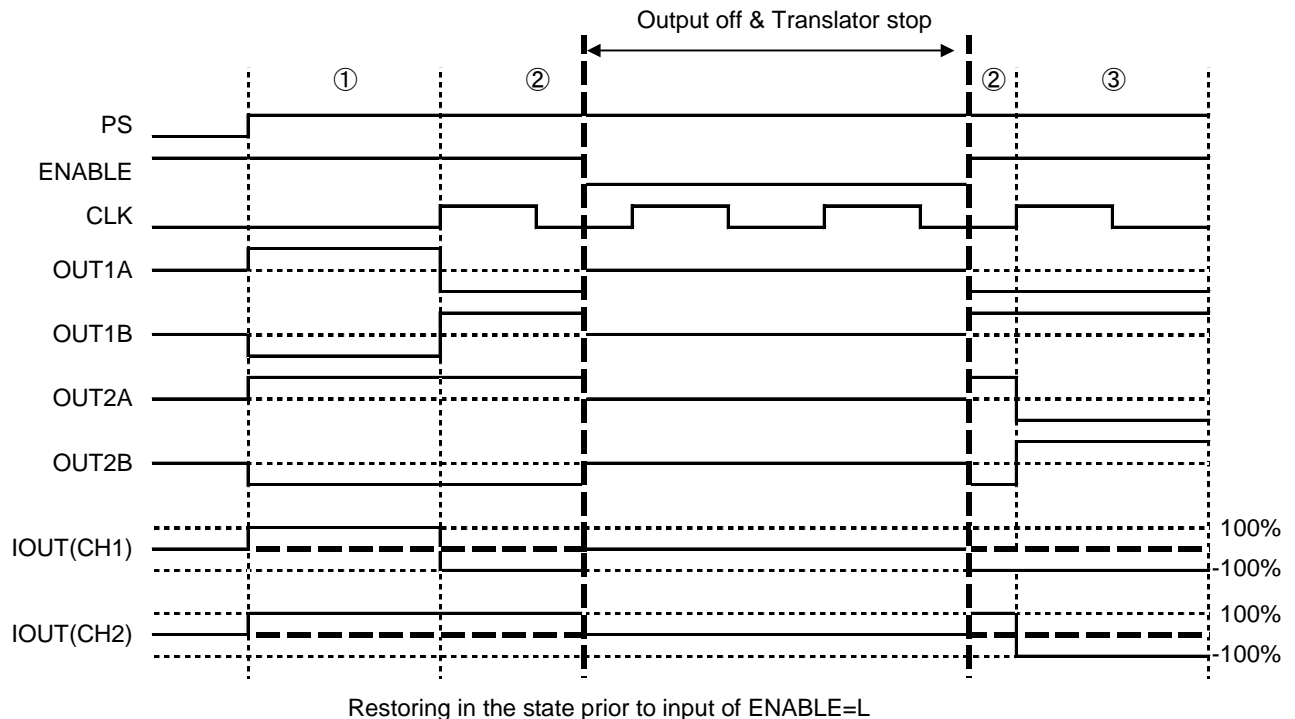 Output off & Translator stop
① ② ② ③
PS
ENABLE
CLK
OUT1A
OUT1B
OUT2A
OUT2B
IOUT(CH1)
100%
-100%
IOUT(CH2)
100%
-100%
Restoring in the state prior to input of ENABLE=L